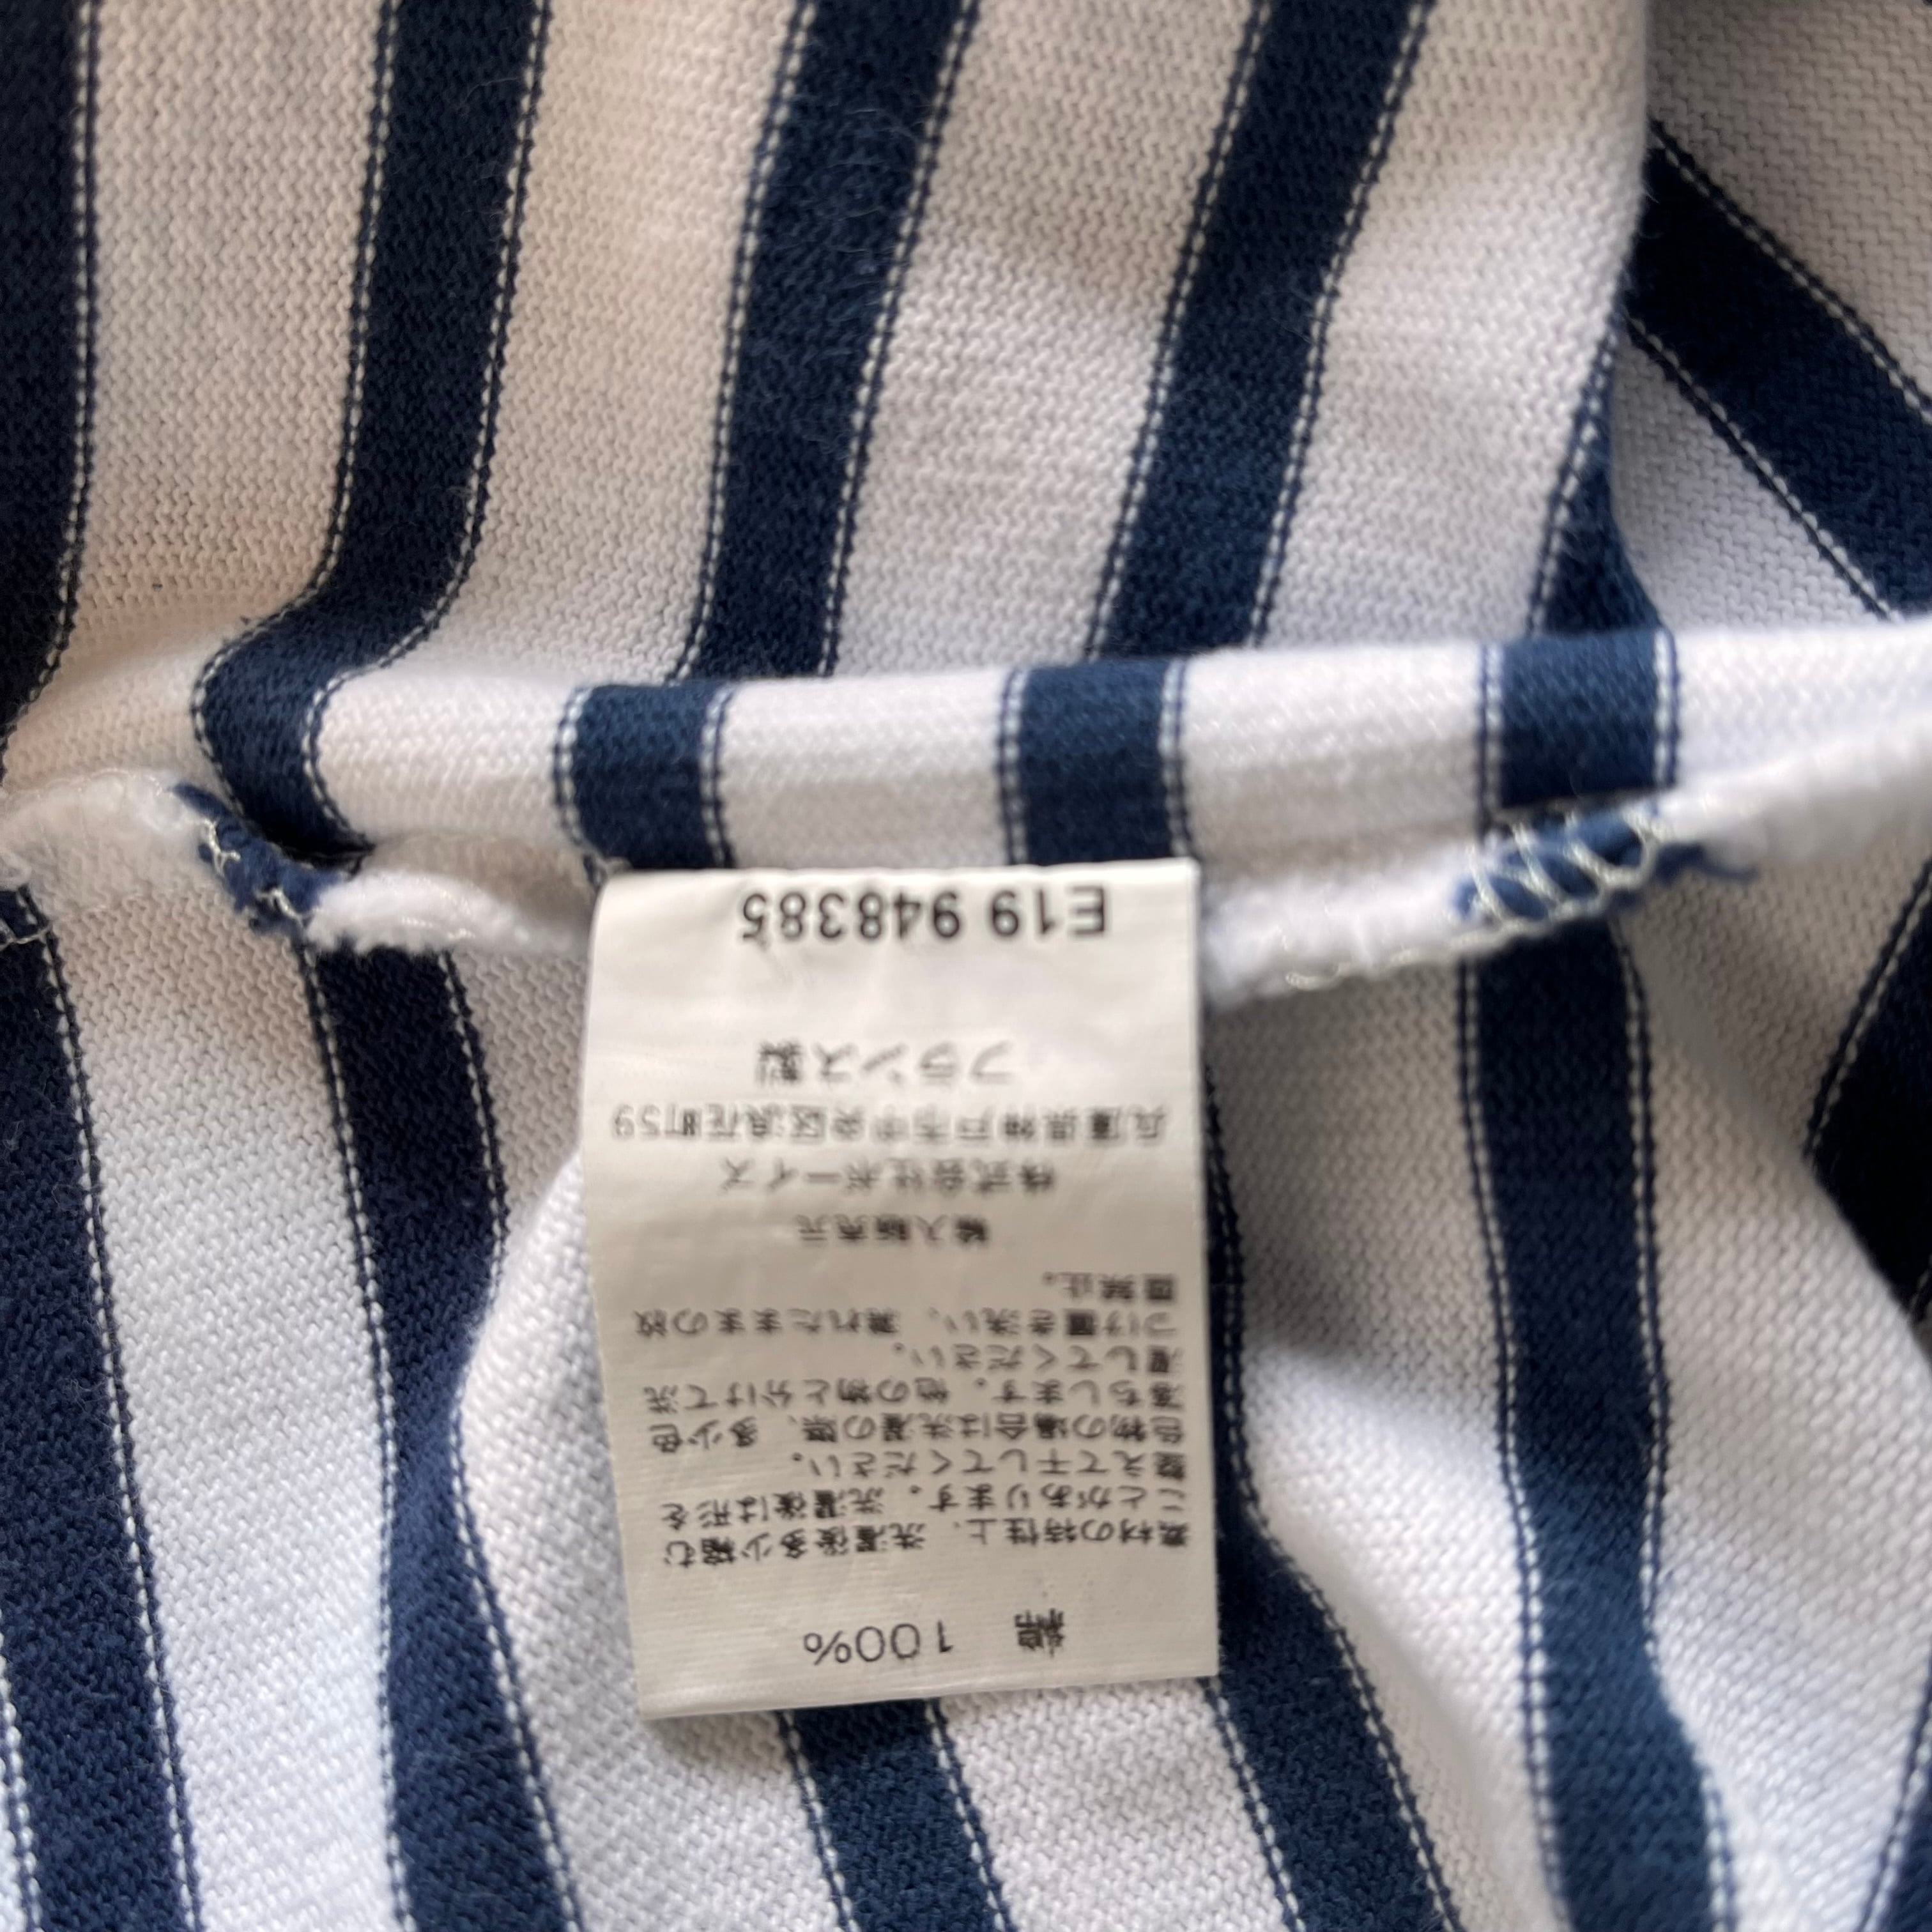 綿 100%
素材の特性上、洗濯後多少縮む
ことがあります。洗濯後は形を
整えて干してください。
色物の場合は洗濯の際、多少色
落ちします。他の物と分けて洗
濯してください。
つけ置き洗い、濡れたままの放
置禁止。
輸入販売元
株式会社ボーイズ
兵庫県神戸市中央区浪花町59
フランス製
E19 948385